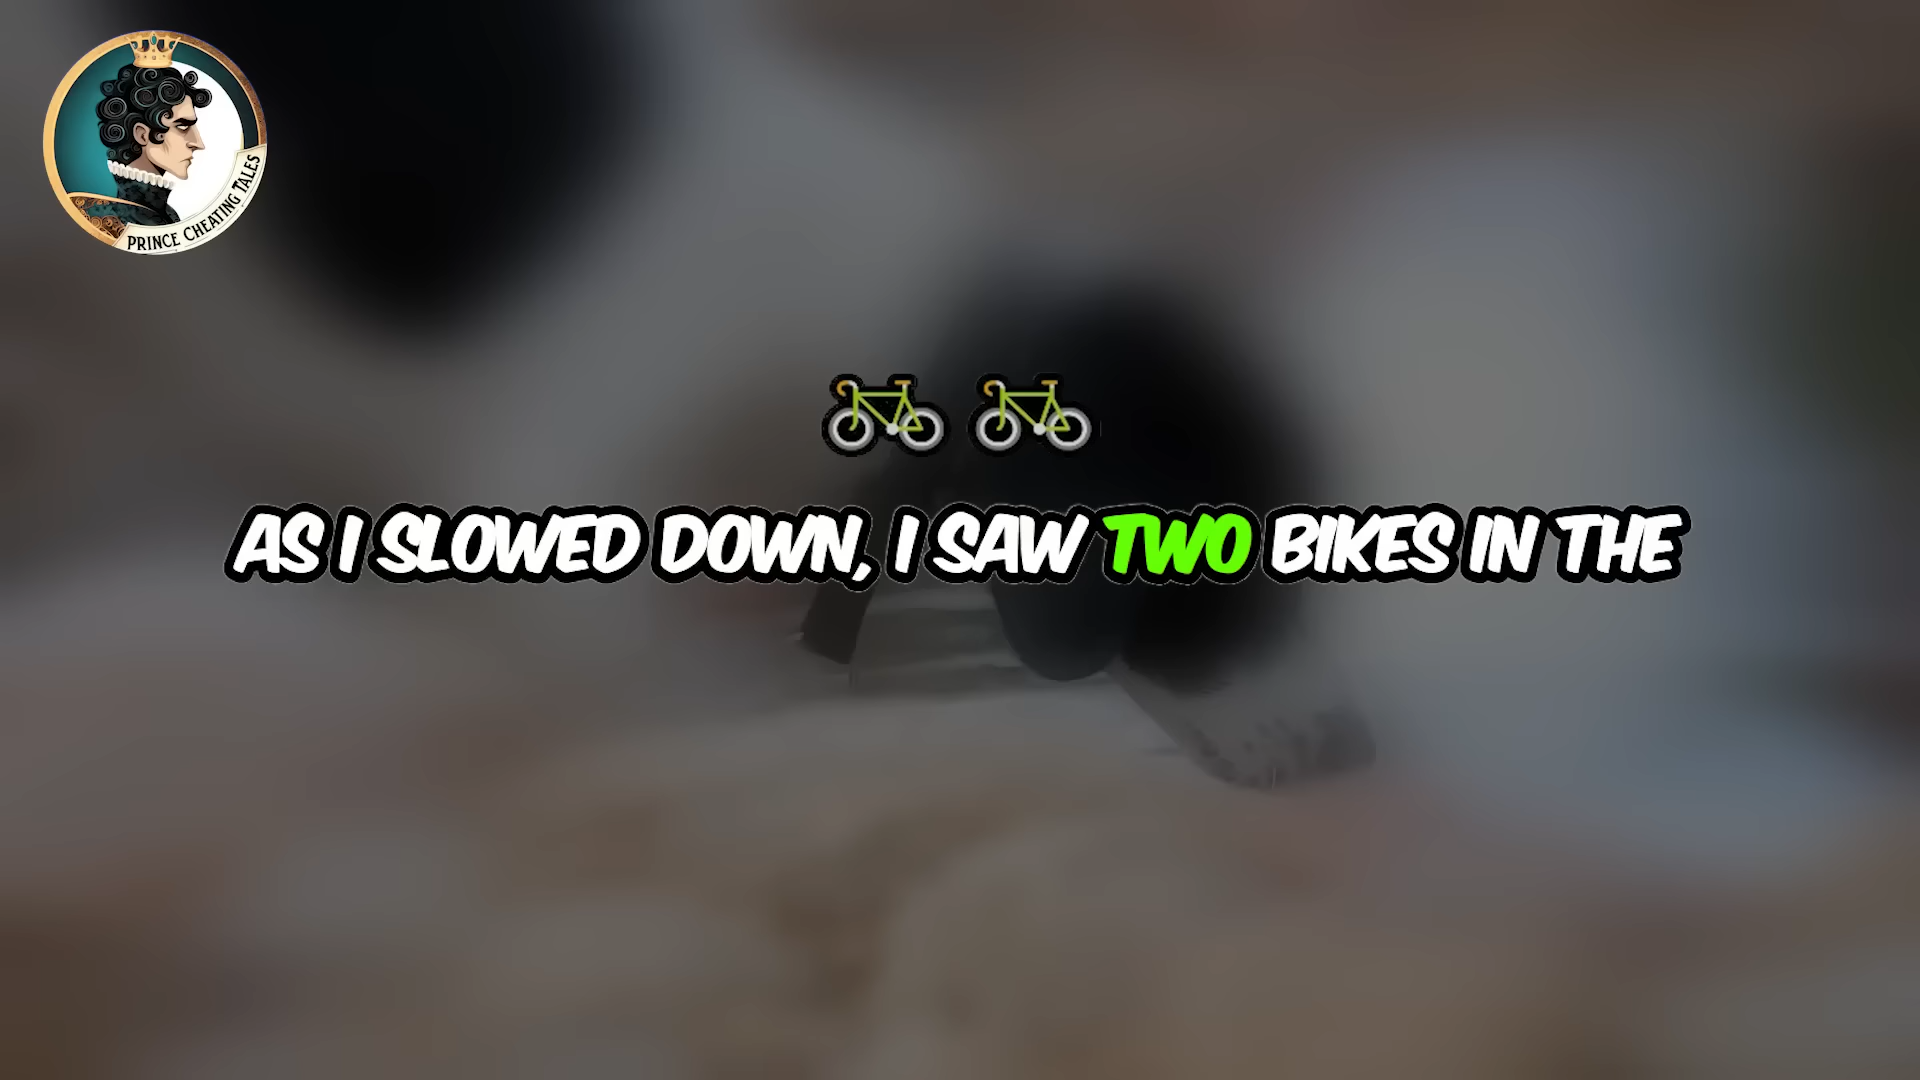 PRINCE CHEATING TALES
AS I SLOWED DOWN, I SAW TWO BIKES IN THE